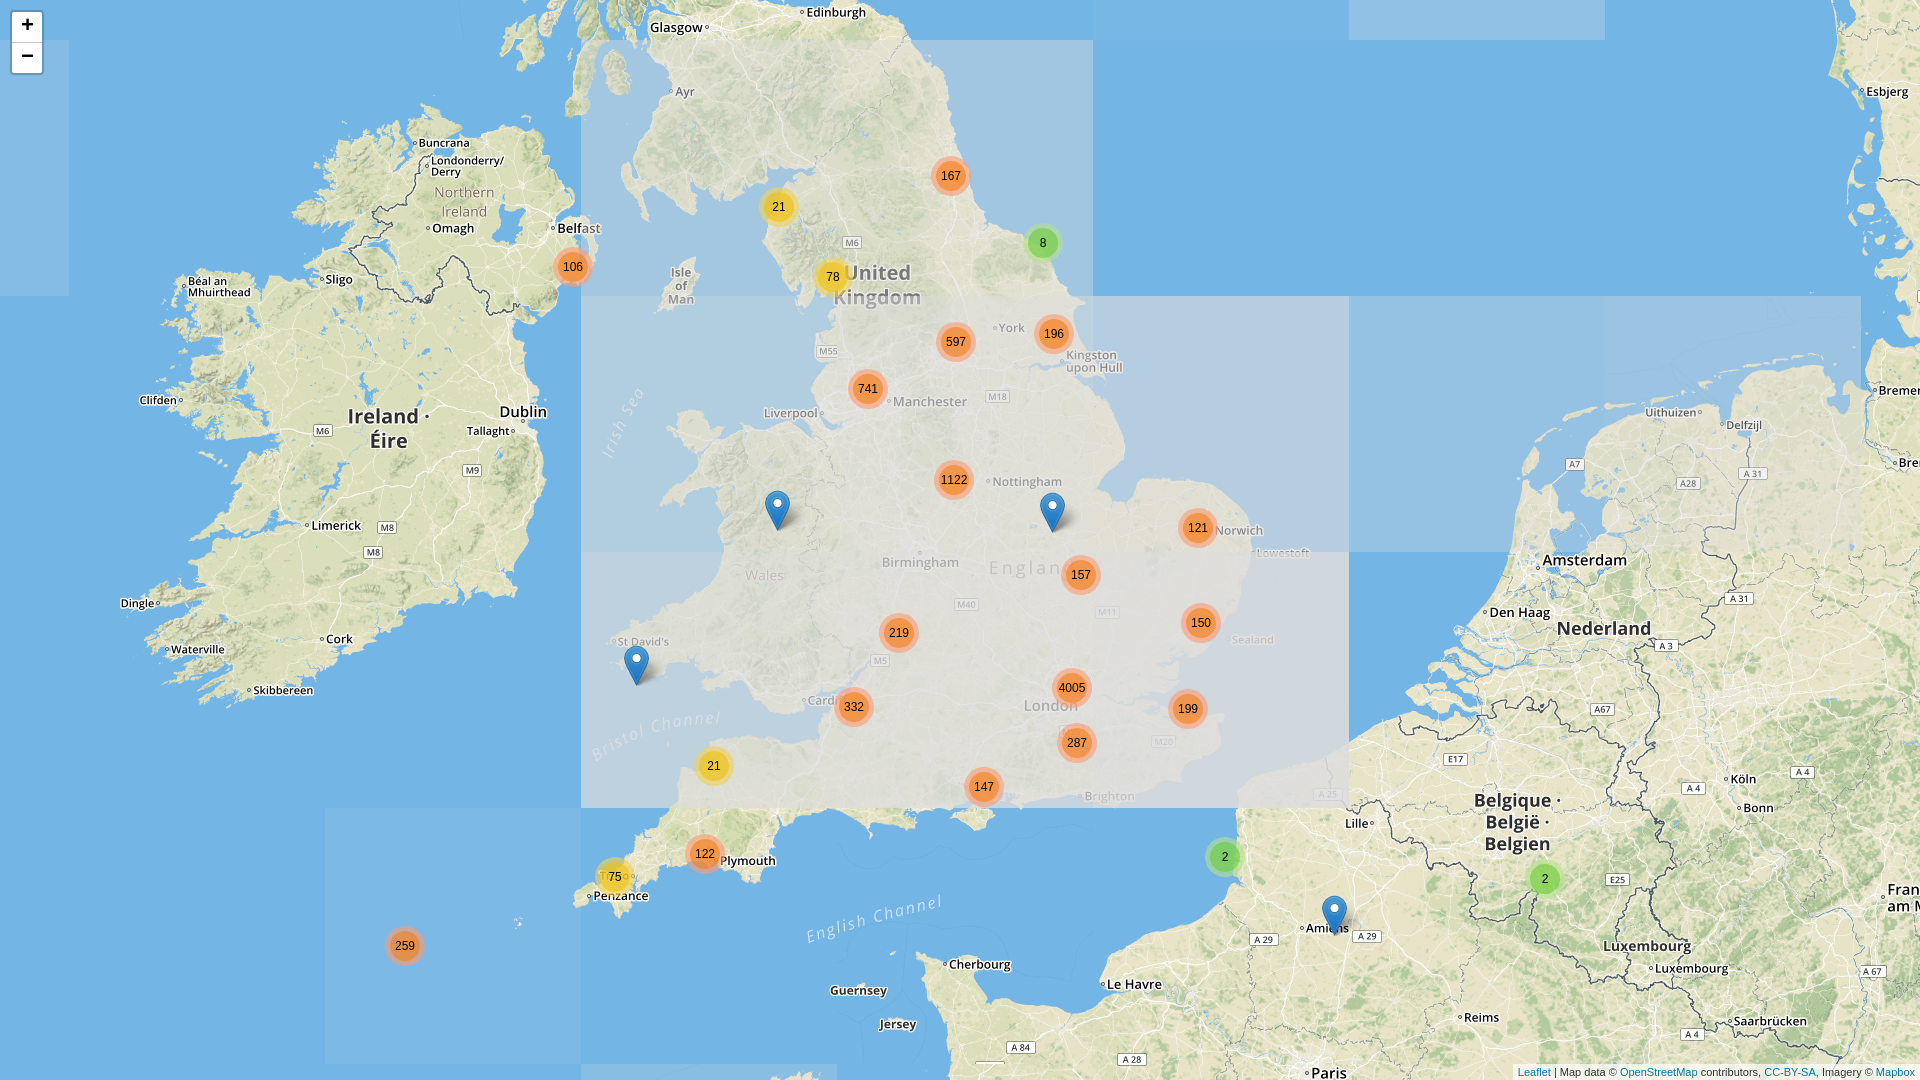 +
−
Glasgow
Edinburgh
Ayr
Esbjerg
Buncrana
Londonderry/
Derry
Northern
Ireland
Omagh
Belfast
106
Sligo
Béal an
Mhuirthead
Isle
of
Man
167
21
8
M6
78
United
Kingdom
York
196
597
Kingston
upon Hull
M55
741
Manchester
M18
Liverpool
Irish Sea
Clifden
Ireland ·
Éire
Dublin
Tallaght
M6
M9
Uithuizen
Delfzijl
Bremer
A7
A 31
A28
Bre
1122
Nottingham
121
Norwich
Lowestoft
Limerick
M8
M8
Birmingham
Wales
Englan
157
Amsterdam
A 31
Den Haag
Nederland
A 3
Dingle
Cork
Waterville
Skibbereen
M40
M11
150
Sealand
219
St David's
M5
4005
London
199
Cardi
332
Bristol Channel
287
M20
A67
E17
21
147
Brighton
A 25
Köln
A 4
A 4
Bonn
Belgique ·
België ·
Belgien
Lille
122
Plymouth
75
Penzance
2
2
E25
Fran
am M
English Channel
259
Amiens
A 29
A 29
Luxembourg
Luxembourg
A 67
Cherbourg
Le Havre
Guernsey
Jersey
Reims
Saarbrücken
A 84
A 28
A 4
Paris
Leaflet | Map data © OpenStreetMap contributors, CC-BY-SA, Imagery © Mapbox